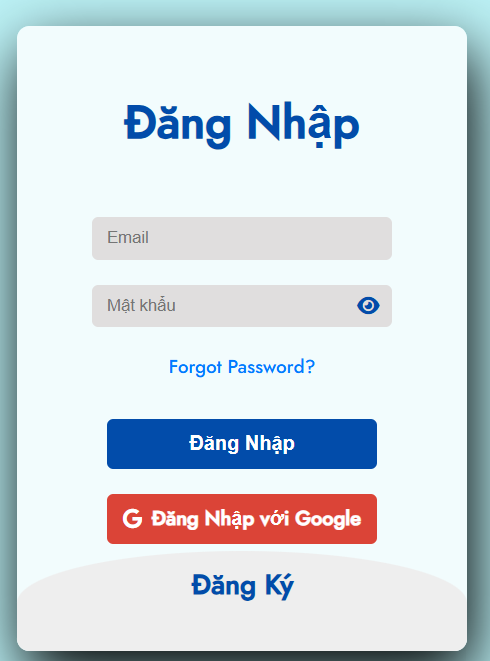 Đăng Nhập
Email
Mật khẩu
Forgot Password?
Đăng Nhập
Đăng Nhập với Google
Đăng Ký